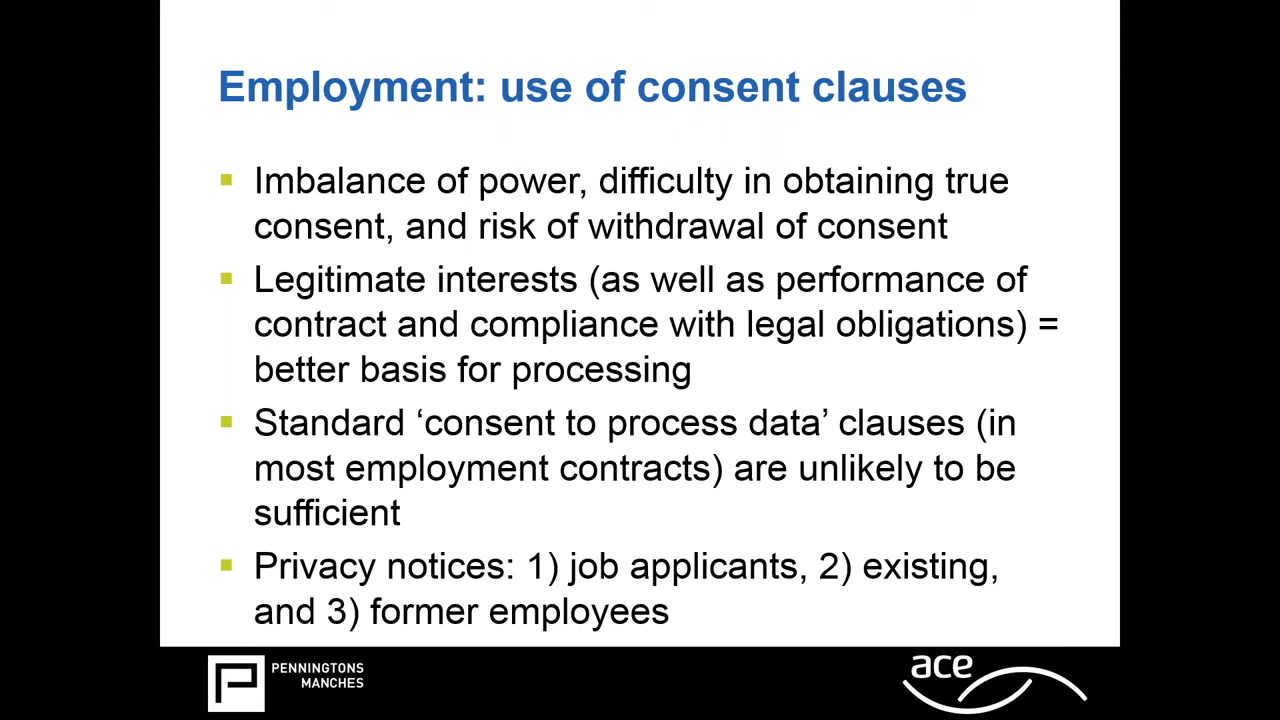 Employment: use of consent clauses
Imbalance of power, difficulty in obtaining true
consent, and risk of withdrawal of consent
Legitimate interests (as well as performance of
contract and compliance with legal obligations) =
better basis for processing
Standard ‘consent to process data’ clauses (in
most employment contracts) are unlikely to be
sufficient
Privacy notices: 1) job applicants, 2) existing,
and 3) former employees
PENNINGTONS
MANCHES
ace